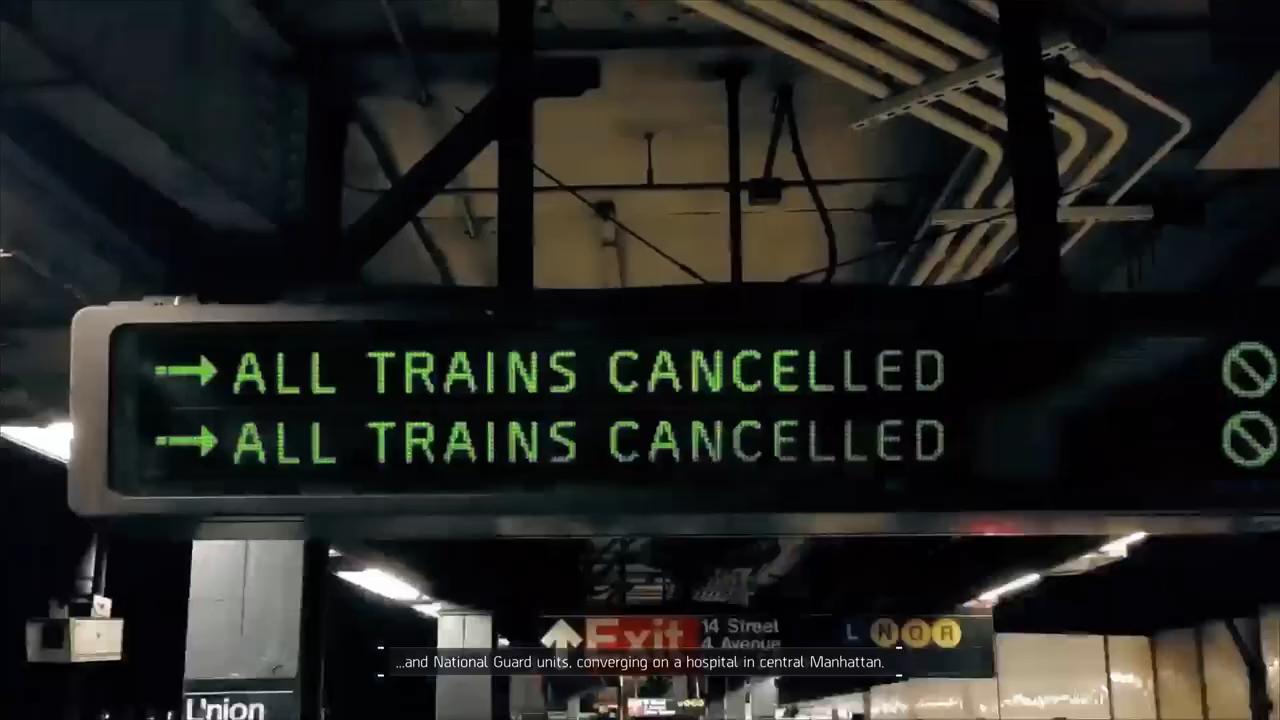 ALL TRAINS CANCELLED
ALL TRAINS CANCELLED
Exit
14 Street
4 Avenue
L N Q R
...and National Guard units, converging on a hospital in central Manhattan.
Union